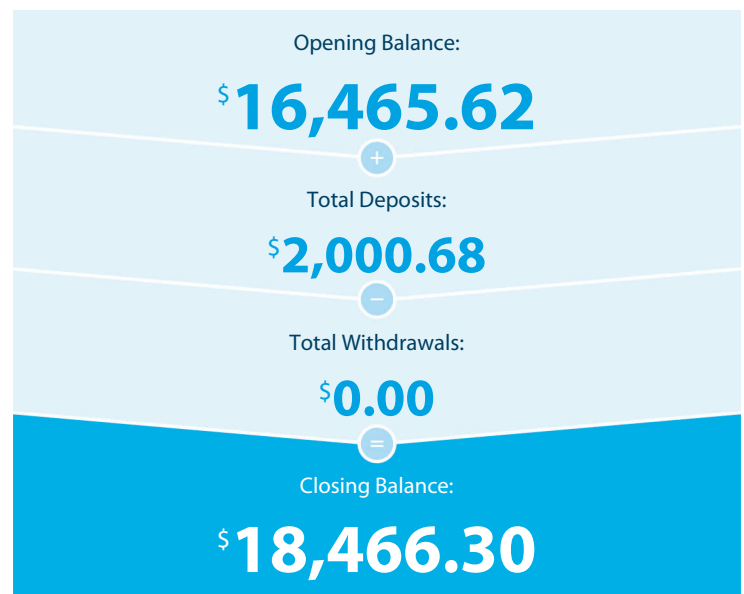 Opening Balance:
$16,465.62
+
Total Deposits:
$2,000.68
−
Total Withdrawals:
$0.00
=
Closing Balance:
$18,466.30